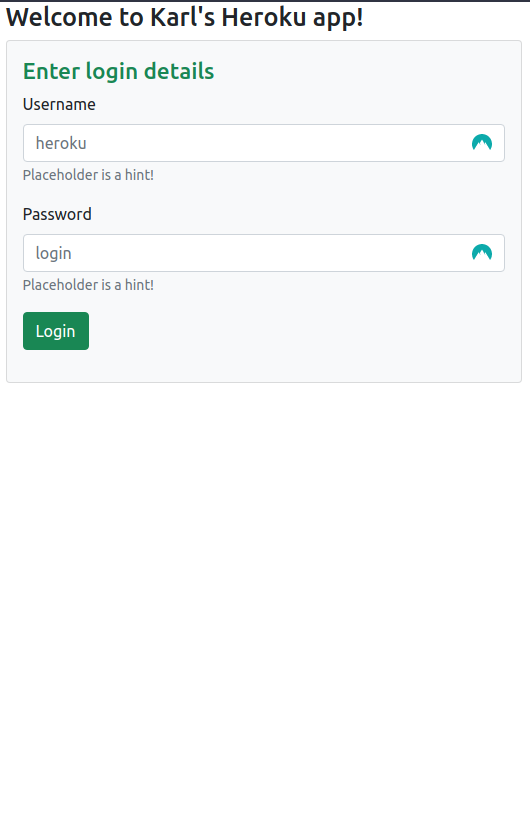 Welcome to Karl's Heroku app!
Enter login details
Username
heroku
Placeholder is a hint!
Password
login
Placeholder is a hint!
Login